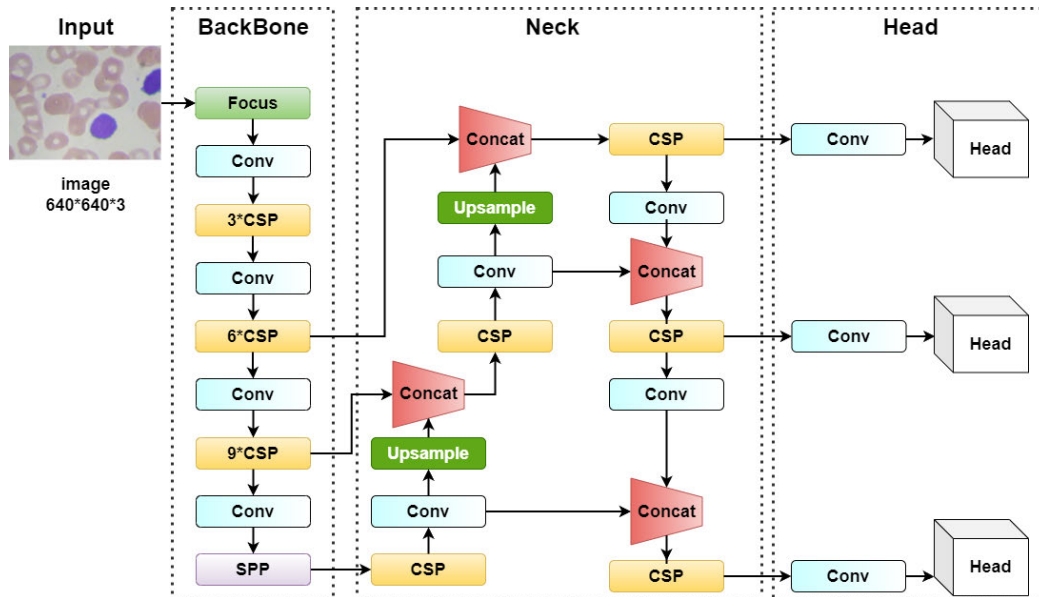 Input
image
640*640*3
BackBone
Focus
Conv
3*CSP
Conv
6*CSP
Conv
9*CSP
Conv
SPP
Neck
Concat
Upsample
Conv
CSP
Concat
Upsample
Conv
CSP
CSP
Conv
Concat
CSP
Conv
Concat
CSP
Head
Conv
Head
Conv
Head
Conv
Head